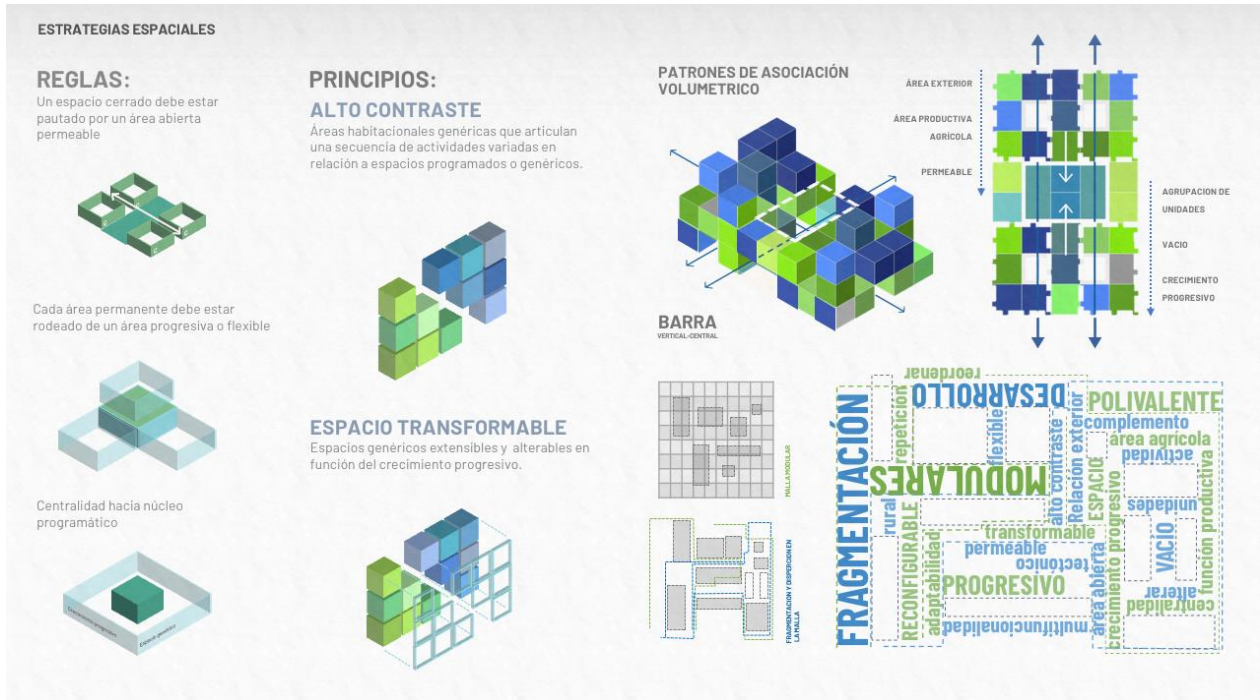 ESTRATEGIAS ESPACIALES
REGLAS:
Un espacio cerrado debe estar
pautado por un área abierta
permeable
Cada área permanente debe estar
rodeado de un área progresiva o flexible
Centralidad hacia núcleo
programático
Crecimiento progresivo
Espacio genérico
PRINCIPIOS:
ALTO CONTRASTE
Áreas habitacionales genéricas que articulan
una secuencia de actividades variadas en
relación a espacios programados o genéricos.
ESPACIO TRANSFORMABLE
Espacios genéricos extensibles y alterables en
función del crecimiento progresivo.
PATRONES DE ASOCIACIÓN
VOLUMETRICO
BARRA
VERTICAL-CENTRAL
ÁREA EXTERIOR
ÁREA PRODUCTIVA
AGRÍCOLA
PERMEABLE
AGRUPACION DE
UNIDADES
VACIO
CRECIMIENTO
PROGRESIVO
MALLA MODULAR
FRAGMENTACION Y DISPERCION EN
LA MALLA
FRAGMENTACIÓN
reordenar
DESARROLLO
repetición
flexible
MODULARES
rural
RECONFIGURABLE
adaptabilidad
transformable
permeable
tectónico
PROGRESIVO
multifuncionalidad
alto contraste
Relación exterior
ESPACIO
POLIVALENTE
complemento
área agrícola
actividad
unidades
VACIO
alterar
centralidad
área abierta
crecimiento progresivo
función productiva